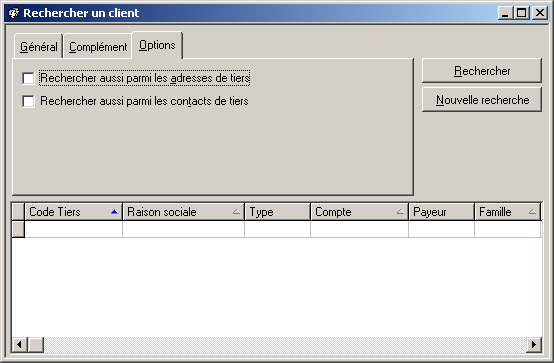 Rechercher un client
Général Complément Options
Rechercher aussi parmi les adresses de tiers
Rechercher aussi parmi les contacts de tiers
Rechercher
Nouvelle recherche
Code Tiers Raison sociale Type Compte Payeur Famille